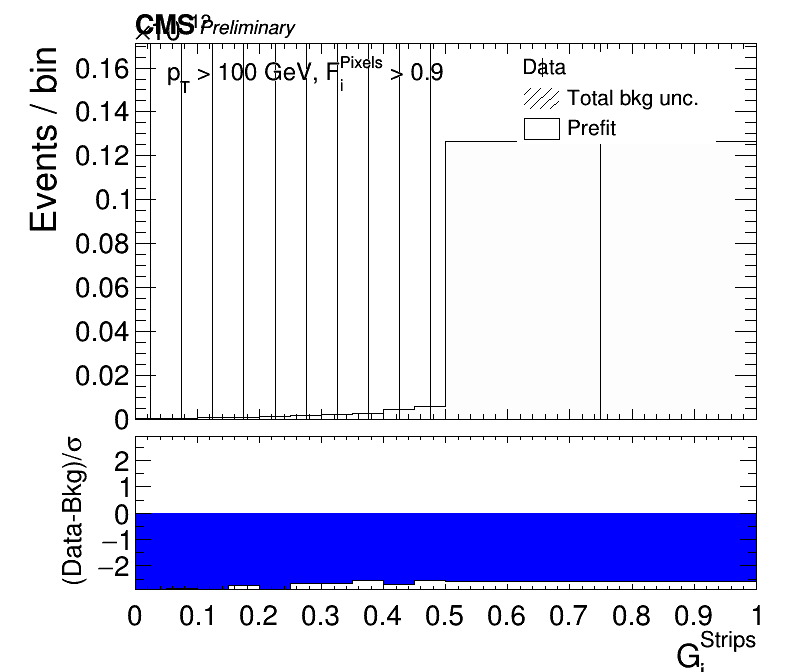 CMS Preliminary
×10^12
p_T > 100 GeV, F_i^Pixels > 0.9
Data
Total bkg unc.
Prefit
Events / bin
0.16
0.14
0.12
0.1
0.08
0.06
0.04
0.02
0
(Data-Bkg)/σ
2
1
0
−1
−2
0 0.1 0.2 0.3 0.4 0.5 0.6 0.7 0.8 0.9 1
G_i^Strips